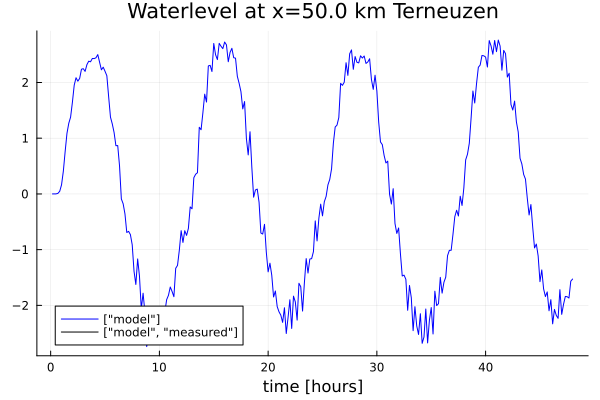 Waterlevel at x=50.0 km Terneuzen
2
1
0
−1
−2
["model"]
["model", "measured"]
0 10 20 30 40
time [hours]